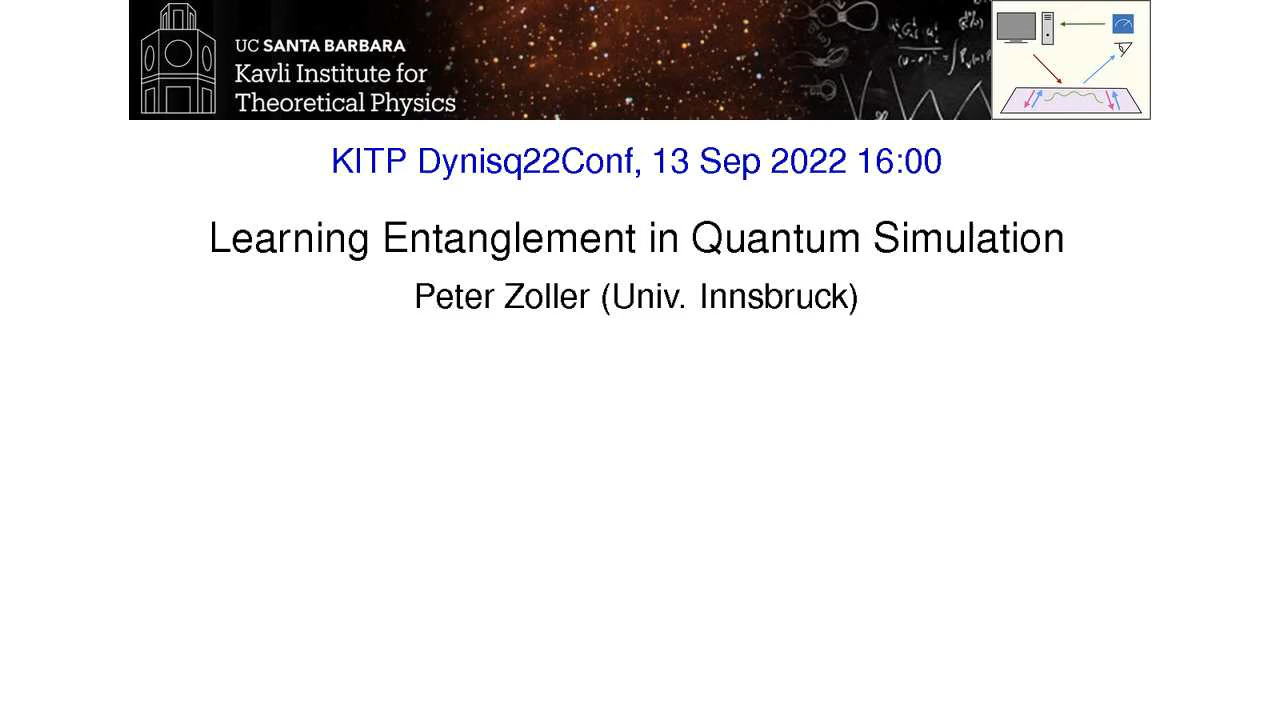 UC SANTA BARBARA
Kavli Institute for
Theoretical Physics
KITP Dynisq22Conf, 13 Sep 2022 16:00
Learning Entanglement in Quantum Simulation
Peter Zoller (Univ. Innsbruck)